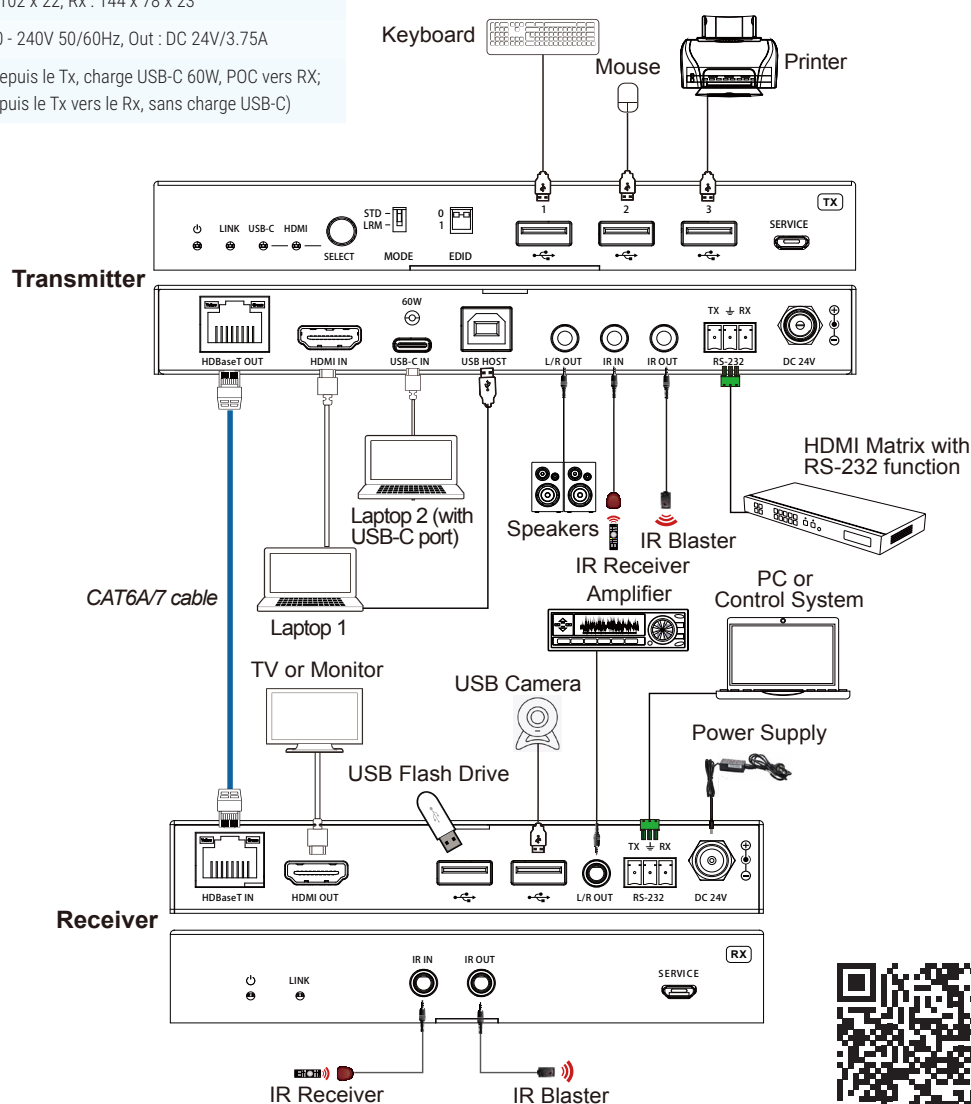 102 x 22, Rx : 144 x 78 x 23
- 240V 50/60Hz, Out : DC 24V/3.75A
epuis le Tx, charge USB-C 60W, POC vers RX;
puis le Tx vers le Rx, sans charge USB-C)
Keyboard
Mouse
Printer
TX
STD
LRM
0
1
1
2
3
SERVICE
LINK
USB-C
HDMI
SELECT
MODE
EDID
Transmitter
60W
TX RX
HDBaseT OUT
HDMI IN
USB-C IN
USB HOST
L/R OUT
IR IN
IR OUT
RS-232
DC 24V
HDMI Matrix with
RS-232 function
Laptop 2 (with
USB-C port)
Speakers
IR Blaster
IR Receiver
CAT6A/7 cable
Laptop 1
Amplifier
PC or
Control System
TV or Monitor
USB Camera
Power Supply
USB Flash Drive
TX RX
HDBaseT IN
HDMI OUT
L/R OUT
RS-232
DC 24V
Receiver
RX
LINK
IR IN
IR OUT
SERVICE
IR Receiver
IR Blaster